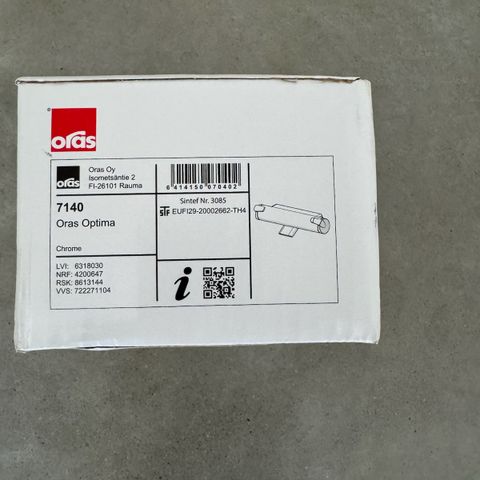 oras
oras
Oras Oy
Isometsäntie 2
FI-26101 Rauma
6 414150 070402
7140
Oras Optima
Sintef Nr. 3085
STF EUFI29-20002662-TH4
Chrome
LVI: 6318030
NRF: 4200647
RSK: 8613144
VVS: 722271104
i